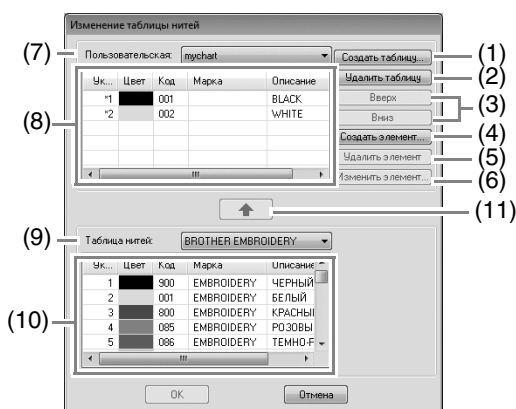 Изменение таблицы нитей
(7) Пользовательская: mychart Создать таблицу... (1)
Удалить таблицу (2)
Ук... Цвет Код Марка Описание
Вверх (3)
*1 001 BLACK
(8) *2 002 WHITE
Вниз
Создать элемент... (4)
Удалить элемент (5)
Изменить элемент... (6)
(11)
(9) Таблица нитей: BROTHER EMBROIDERY
Ук... Цвет Код Марка Описание
1 900 EMBROIDERY ЧЕРНЫЙ
2 001 EMBROIDERY БЕЛЫЙ
3 800 EMBROIDERY КРАСНЫЙ
(10) 4 085 EMBROIDERY РОЗОВЫ
5 086 EMBROIDERY ТЕМНО-Р
OK Отмена